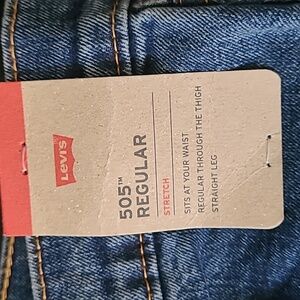 Levi's
505™
REGULAR
STRETCH
SITS AT YOUR WAIST
REGULAR THROUGH THE THIGH
STRAIGHT LEG